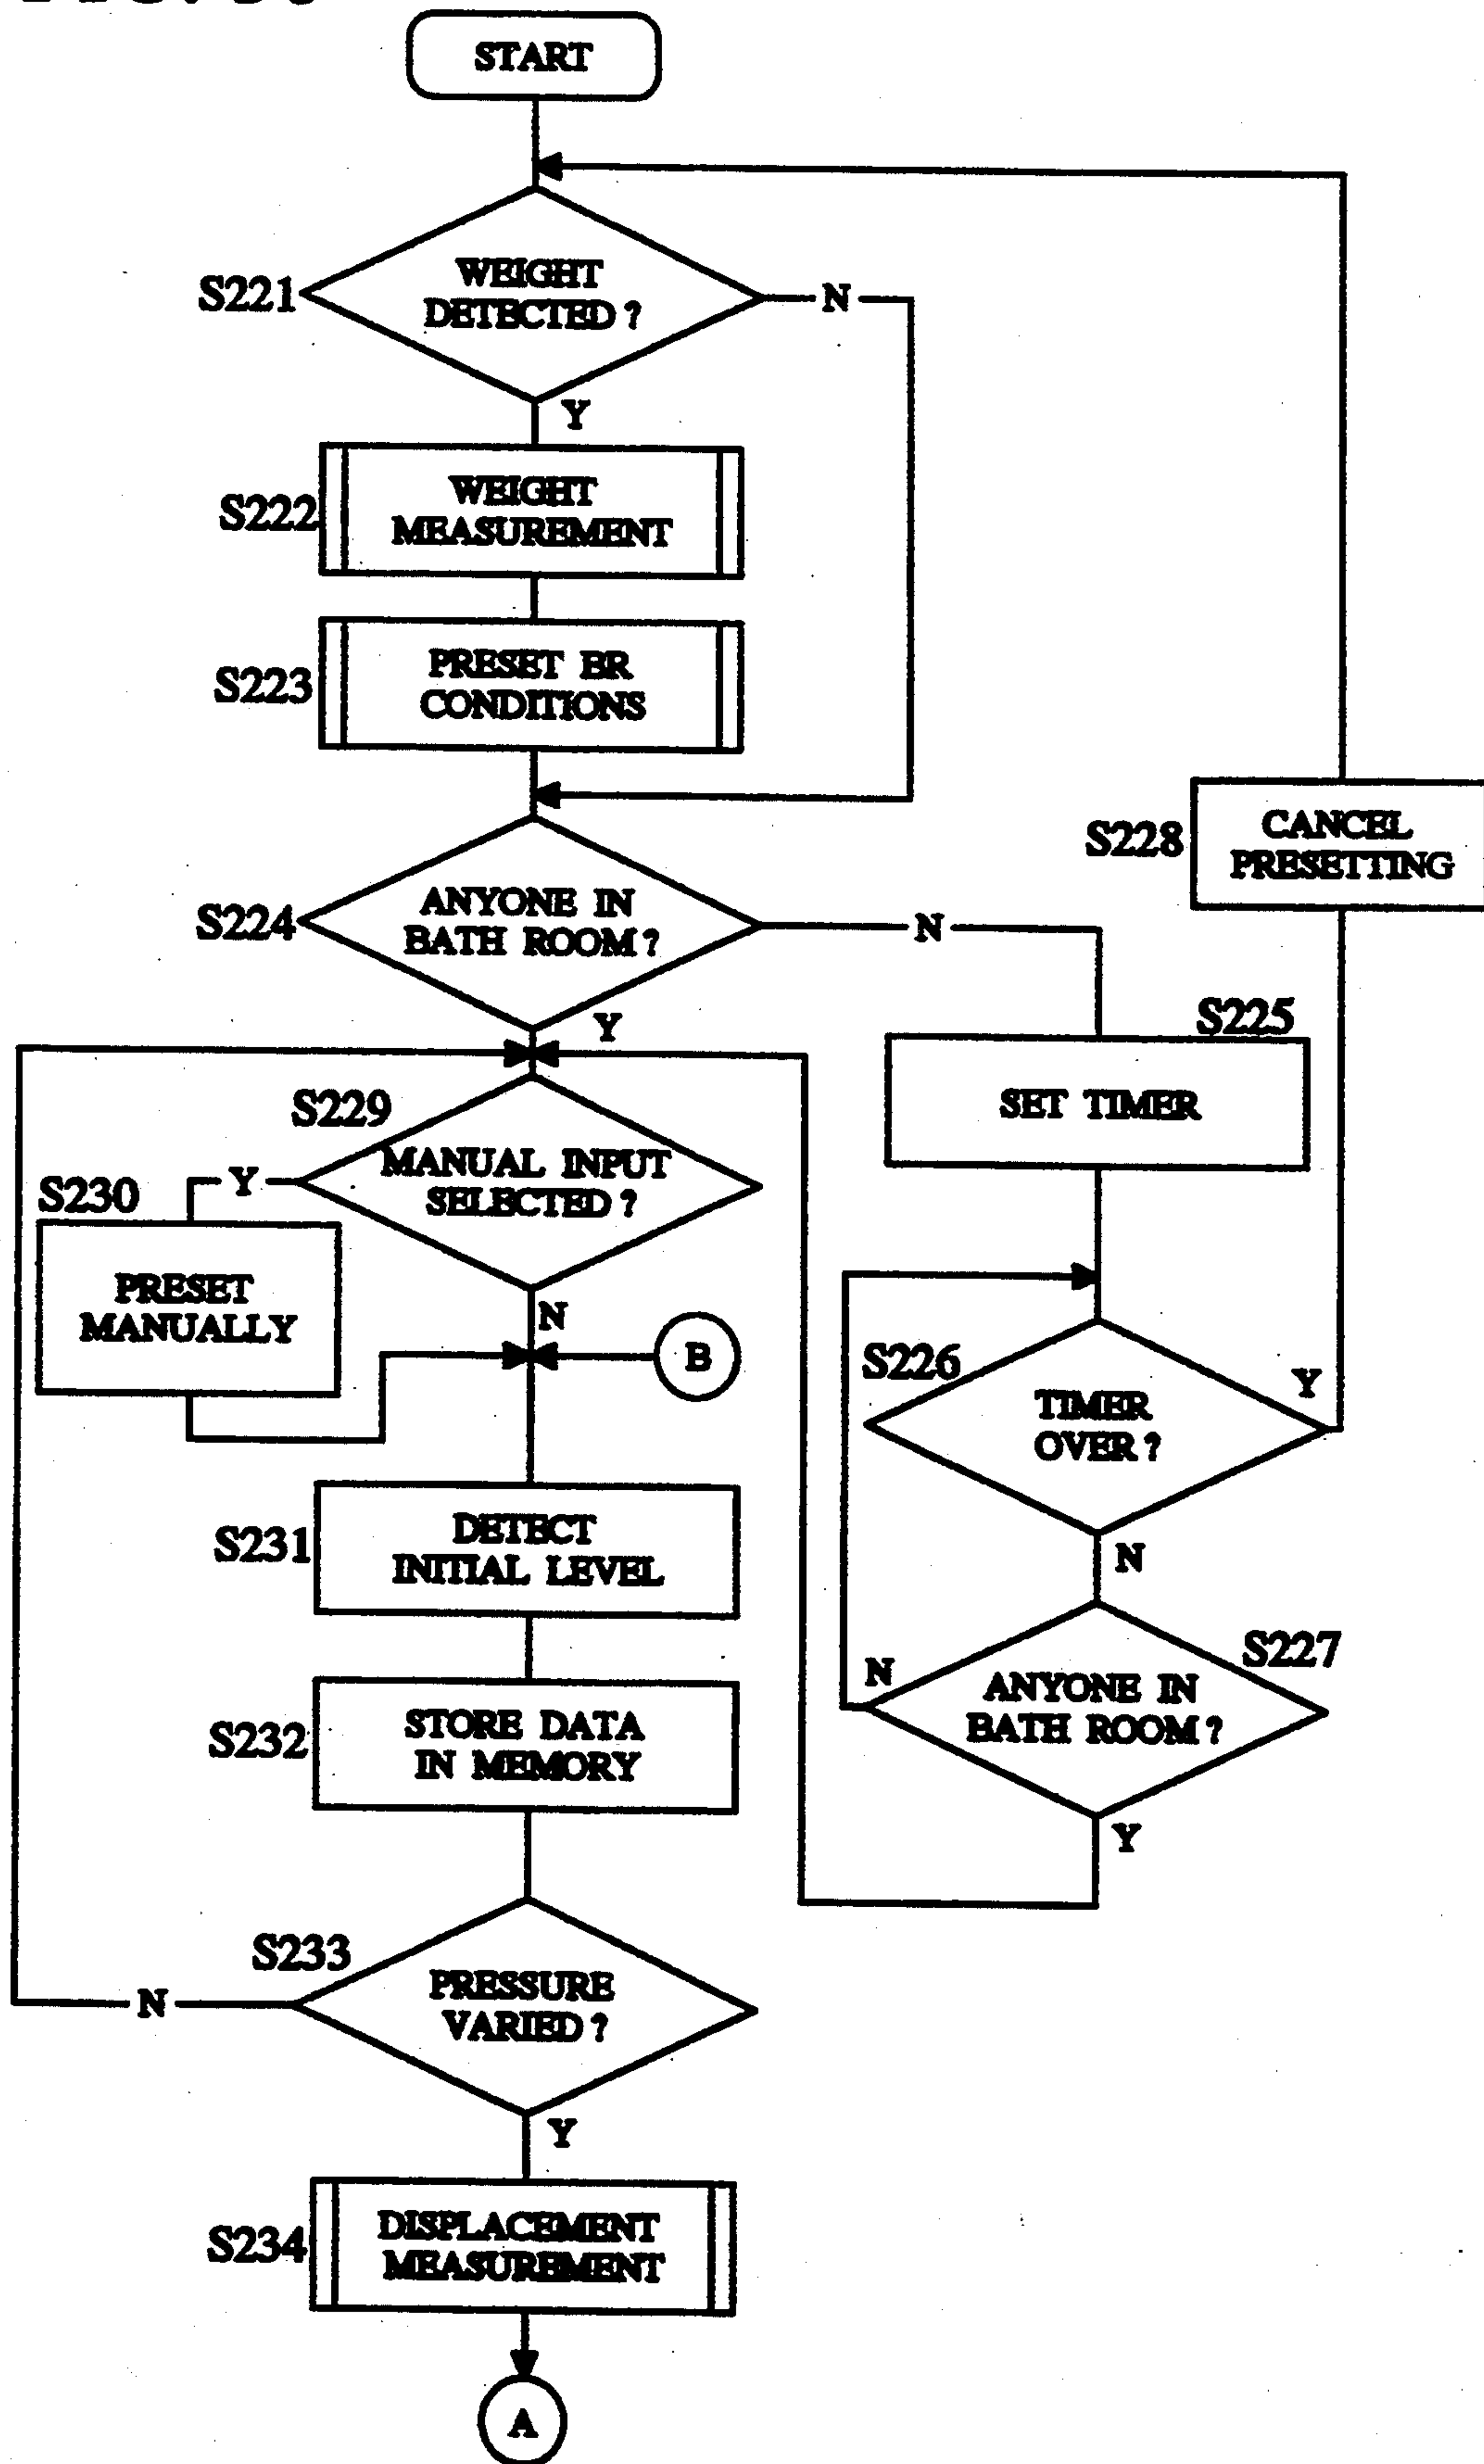 START
S221
WEIGHT
DETECTED ?
N
Y
S222
WEIGHT
MEASUREMENT
S223
PRESET BR
CONDITIONS
S228
CANCEL
PRESETTING
S224
ANYONE IN
BATH ROOM ?
N
Y
S225
SET TIMER
S229
MANUAL INPUT
SELECTED ?
Y
N
S230
PRESET
MANUALLY
B
S226
TIMER
OVER ?
Y
N
S231
DETECT
INITIAL LEVEL
S227
ANYONE IN
BATH ROOM ?
N
Y
S232
STORE DATA
IN MEMORY
S233
PRESSURE
VARIED ?
N
Y
S234
DISPLACEMENT
MEASUREMENT
A